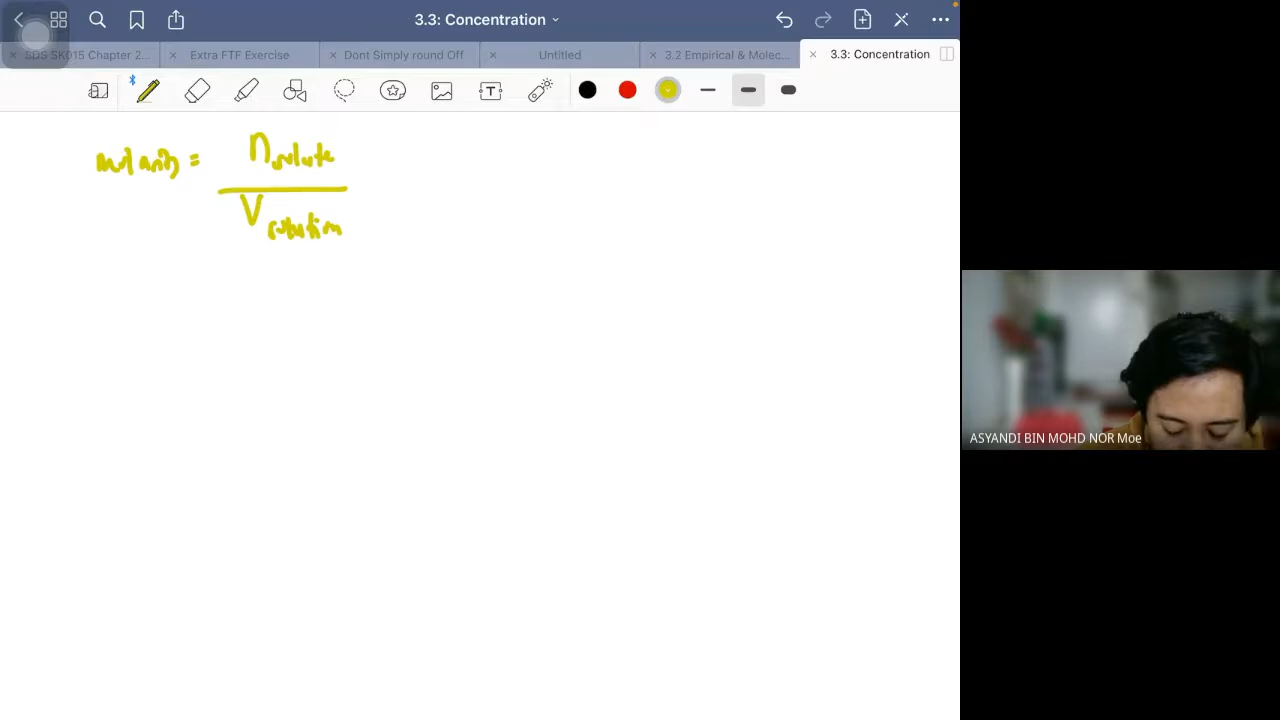 3.3: Concentration
SDS SK015 Chapter 2...
Extra FTF Exercise
Dont Simply round Off
Untitled
3.2 Empirical & Molec...
3.3: Concentration
molarity = n solute
V solution
ASYANDI BIN MOHD NOR Moe